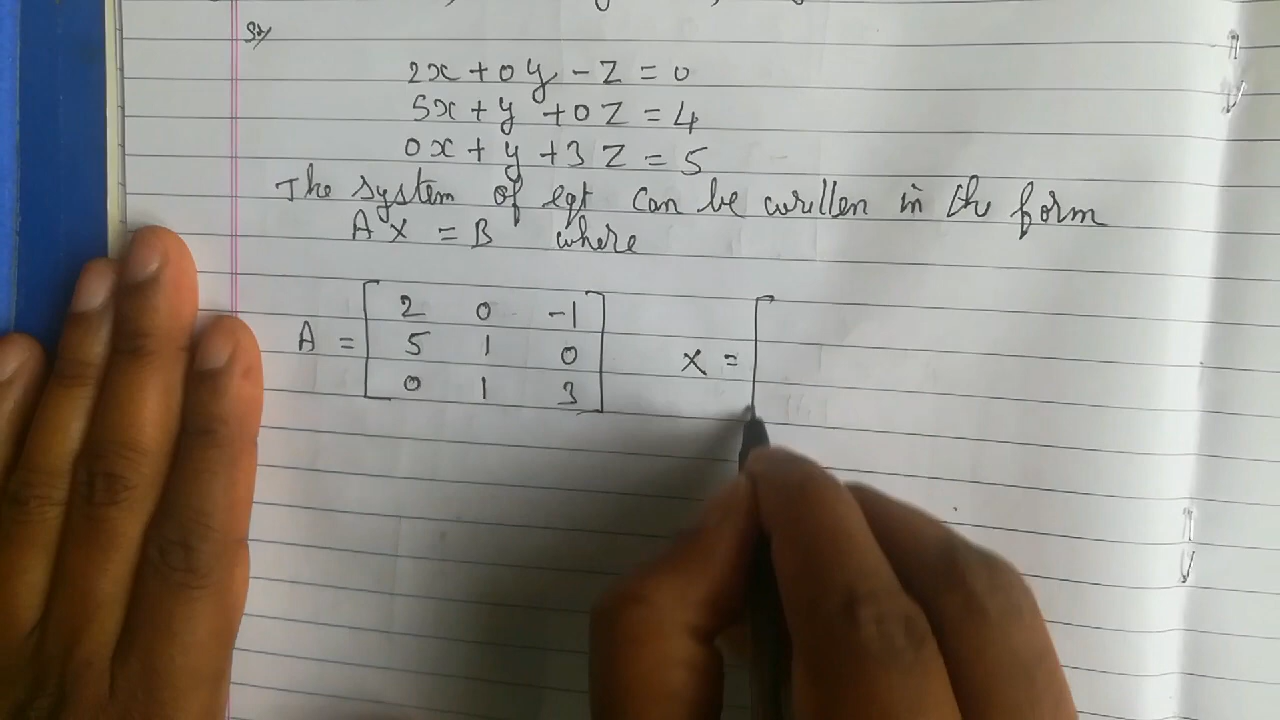 Sol
2x + 0y - z = 0
5x + y + 0z = 4
0x + y + 3z = 5
The system of eqt can be written in the form
AX = B where
A = [ 2 0 -1 X = [
5 1 0
0 1 3 ]